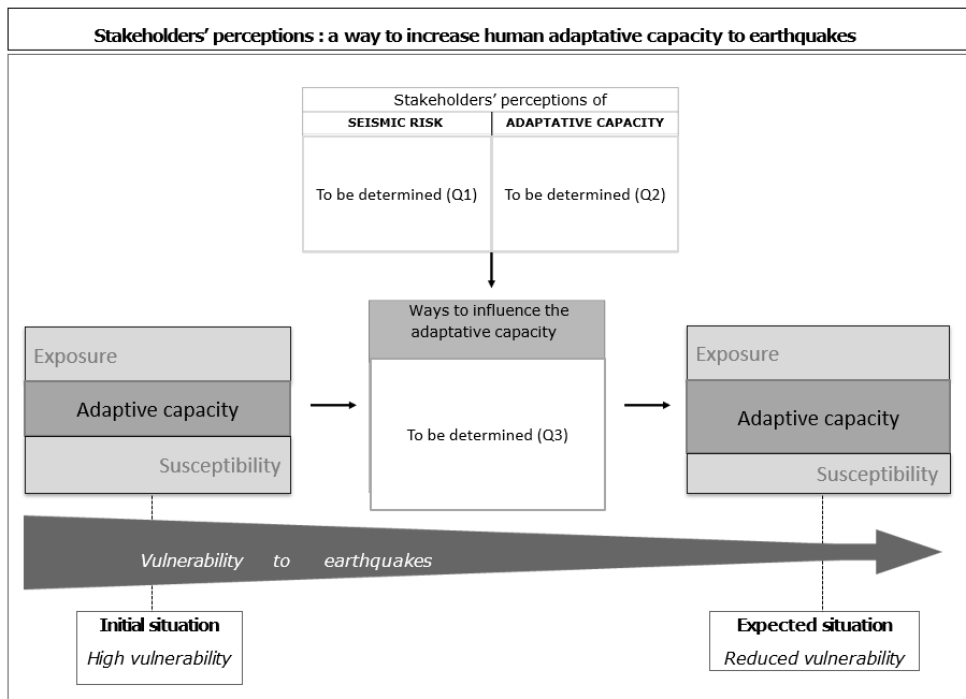 Stakeholders' perceptions : a way to increase human adaptative capacity to earthquakes
Stakeholders' perceptions of
SEISMIC RISK
ADAPTATIVE CAPACITY
To be determined (Q1)
To be determined (Q2)
Ways to influence the
adaptative capacity
To be determined (Q3)
Exposure
Adaptive capacity
Susceptibility
Exposure
Adaptive capacity
Susceptibility
Vulnerability to earthquakes
Initial situation
High vulnerability
Expected situation
Reduced vulnerability